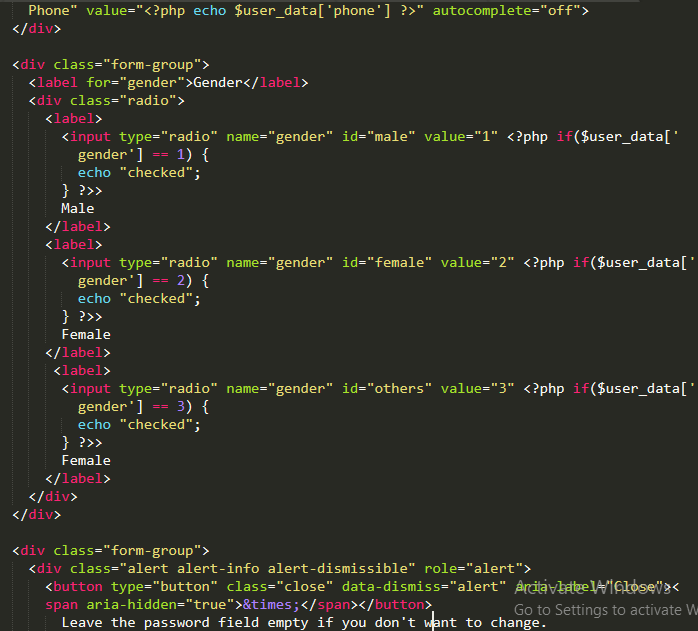 Phone" value="<?php echo $user_data['phone'] ?>" autocomplete="off">
</div>
<div class="form-group">
<label for="gender">Gender</label>
<div class="radio">
<label>
<input type="radio" name="gender" id="male" value="1" <?php if($user_data['
gender'] == 1) {
echo "checked";
} ?>>
Male
</label>
<label>
<input type="radio" name="gender" id="female" value="2" <?php if($user_data['
gender'] == 2) {
echo "checked";
} ?>>
Female
</label>
<label>
<input type="radio" name="gender" id="others" value="3" <?php if($user_data['
gender'] == 3) {
echo "checked";
} ?>>
Female
</label>
</div>
</div>
<div class="form-group">
<div class="alert alert-info alert-dismissible" role="alert">
<button type="button" class="close" data-dismiss="alert" aria-label="Close"><
span aria-hidden="true">&times;</span></button>
Leave the password field empty if you don't want to change.
Activate Windows
Go to Settings to activate W